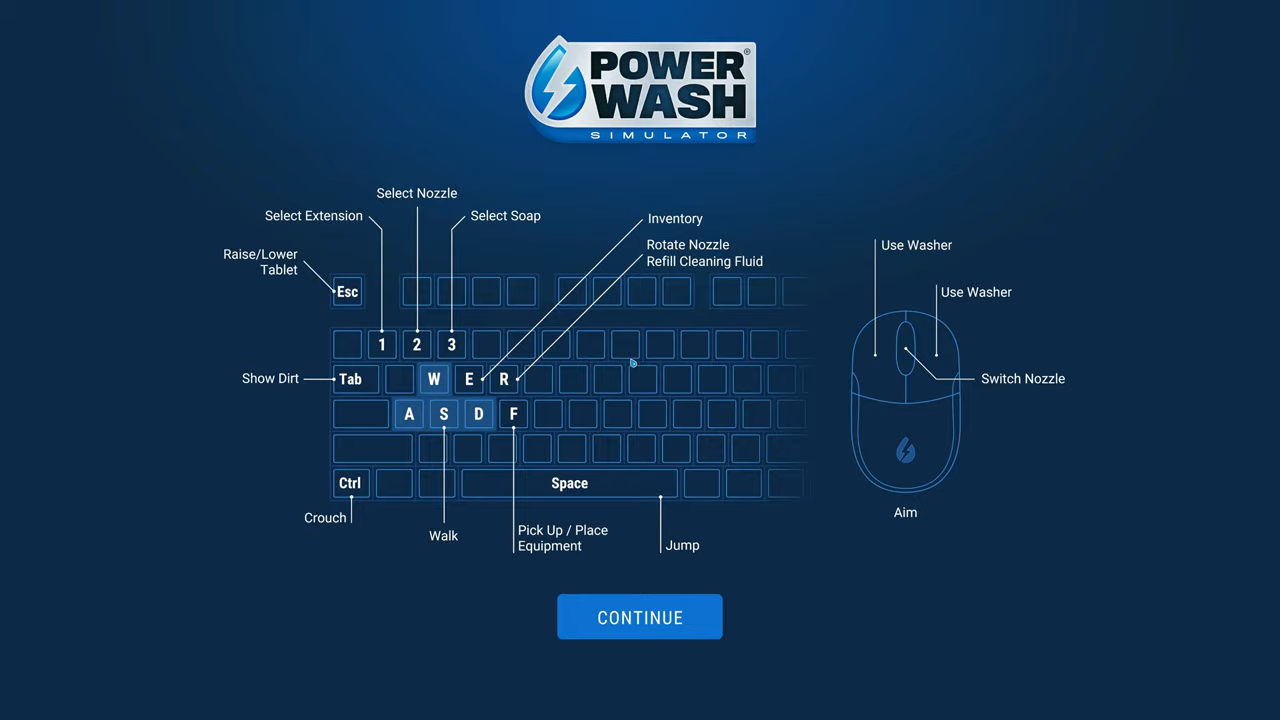 POWER®
WASH
SIMULATOR
Select Nozzle
Select Extension
Select Soap
Inventory
Raise/Lower
Tablet
Rotate Nozzle
Refill Cleaning Fluid
Use Washer
Use Washer
Esc
1 2 3
Show Dirt
Tab W E R
Switch Nozzle
A S D F
Ctrl Space
Crouch
Walk
Pick Up / Place
Equipment
Jump
Aim
CONTINUE